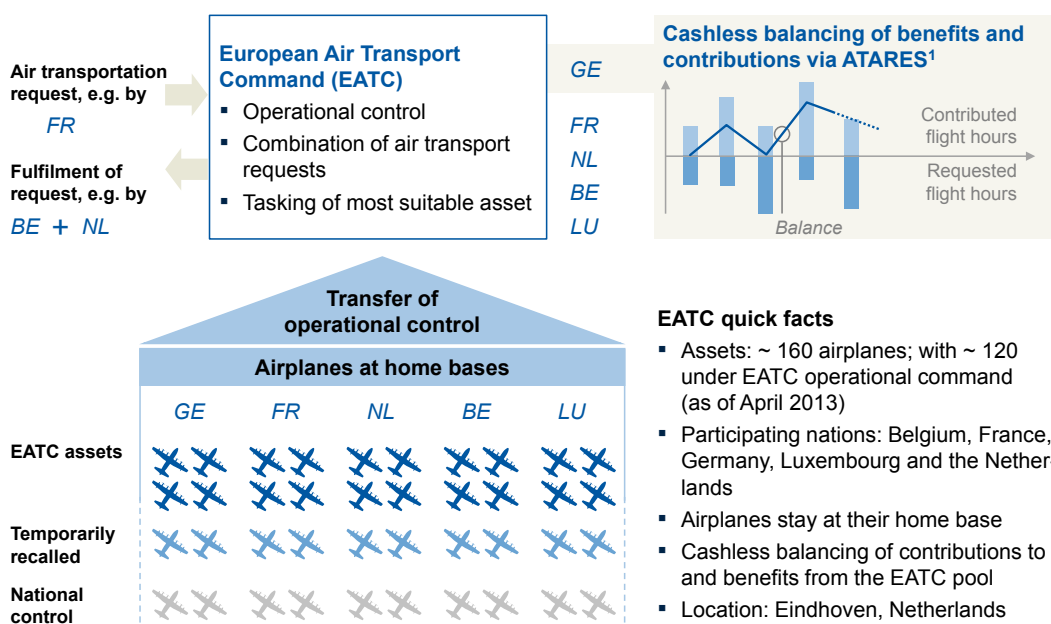 Air transportation
request, e.g. by
FR
Fulfilment of
request, e.g. by
BE + NL
European Air Transport
Command (EATC)
▪ Operational control
▪ Combination of air transport
requests
▪ Tasking of most suitable asset
GE
FR
NL
BE
LU
Cashless balancing of benefits and
contributions via ATARES¹
Contributed
flight hours
Requested
flight hours
Balance
Transfer of
operational control
Airplanes at home bases
GE FR NL BE LU
EATC assets
Temporarily
recalled
National
control
EATC quick facts
▪ Assets: ~ 160 airplanes; with ~ 120
under EATC operational command
(as of April 2013)
▪ Participating nations: Belgium, France,
Germany, Luxembourg and the Nether-
lands
▪ Airplanes stay at their home base
▪ Cashless balancing of contributions to
and benefits from the EATC pool
▪ Location: Eindhoven, Netherlands